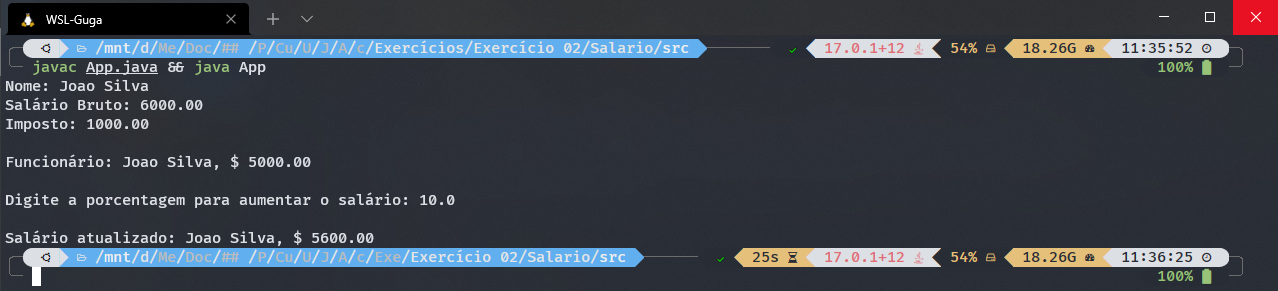 WSL-Guga
/mnt/d/Me/Doc/## /P/Cu/U/J/A/c/Exercícios/Exercício 02/Salario/src 17.0.1+12 54% 18.26G 11:35:52
javac App.java && java App 100%
Nome: Joao Silva
Salário Bruto: 6000.00
Imposto: 1000.00
Funcionário: Joao Silva, $ 5000.00
Digite a porcentagem para aumentar o salário: 10.0
Salário atualizado: Joao Silva, $ 5600.00
/mnt/d/Me/Doc/## /P/Cu/U/J/A/c/Exe/Exercício 02/Salario/src 25s 17.0.1+12 54% 18.26G 11:36:25
100%